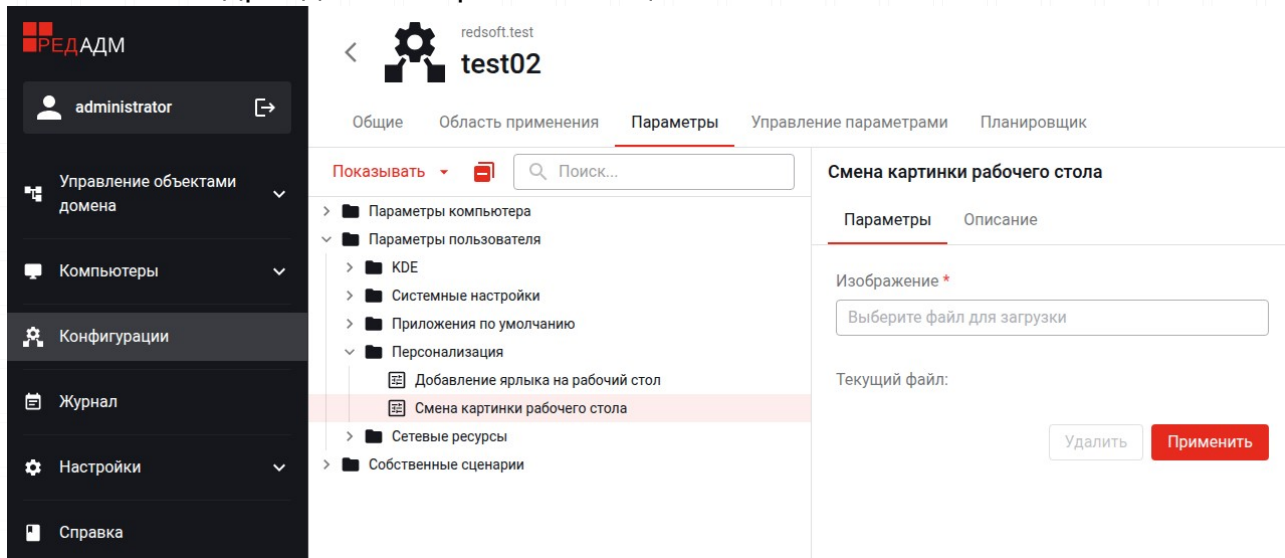 РЕДАДМ
administrator
Управление объектами
домена
Компьютеры
Конфигурации
Журнал
Настройки
Справка
redsoft.test
test02
Общие
Область применения
Параметры
Управление параметрами
Планировщик
Показывать
Поиск...
Параметры компьютера
Параметры пользователя
KDE
Системные настройки
Приложения по умолчанию
Персонализация
Добавление ярлыка на рабочий стол
Смена картинки рабочего стола
Сетевые ресурсы
Собственные сценарии
Смена картинки рабочего стола
Параметры
Описание
Изображение *
Выберите файл для загрузки
Текущий файл:
Удалить
Применить